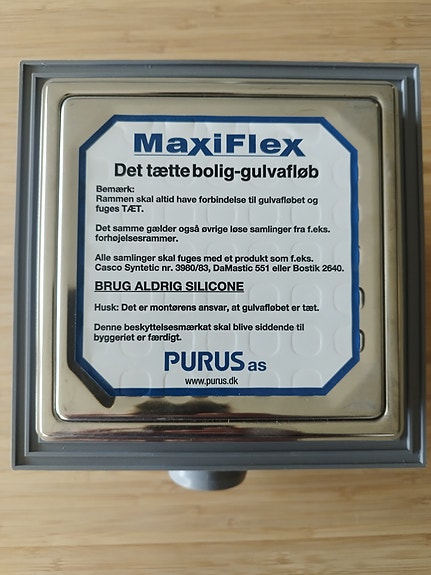 MaxiFlex
Det tætte bolig-gulvafløb
Bemærk:
Rammen skal altid have forbindelse til gulvafløbet og
fuges TÆT.
Det samme gælder også øvrige løse samlinger fra f.eks.
forhøjelsesrammer.
Alle samlinger skal fuges med et produkt som f.eks.
Casco Syntetic nr. 3980/83, DaMastic 551 eller Bostik 2640.
BRUG ALDRIG SILICONE
Husk: Det er montørens ansvar, at gulvafløbet er tæt.
Denne beskyttelsesmærkat skal blive siddende til
byggeriet er færdigt.
PURUS as
www.purus.dk